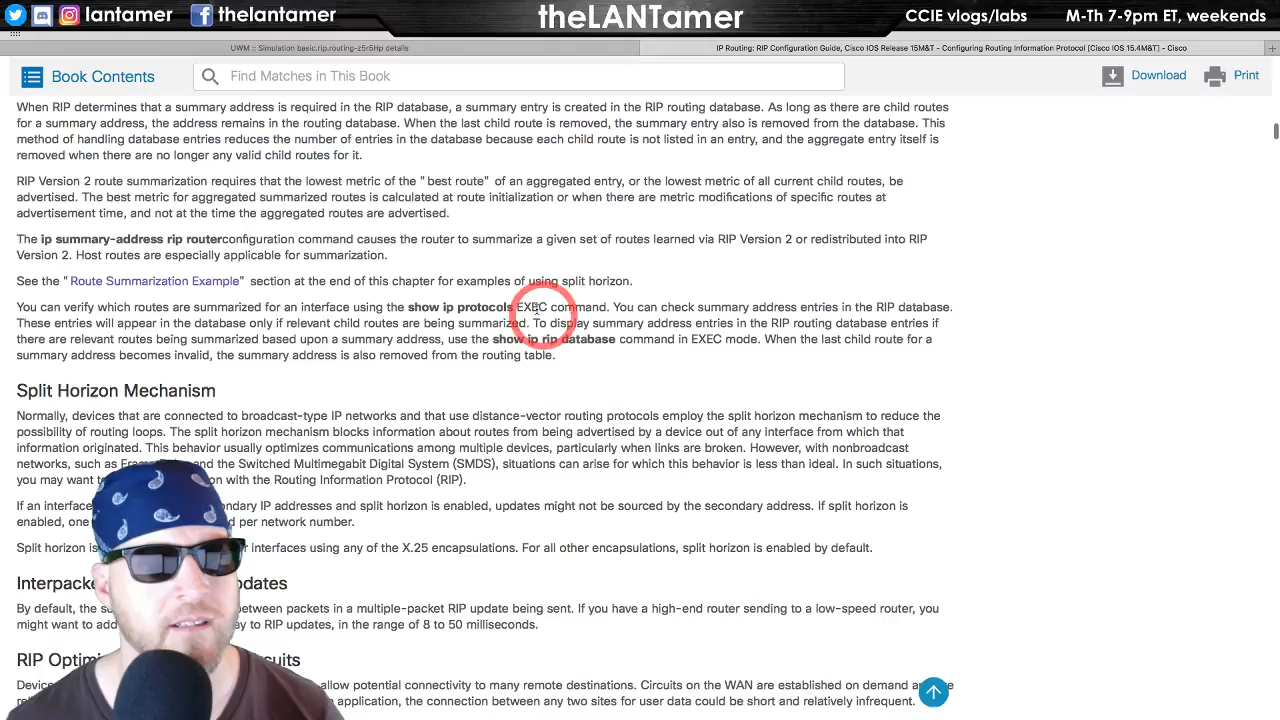 lantamer thelantamer theLANTamer CCIE vlogs/labs M-Th 7-9pm ET, weekends
UWM :: Simulation basic.rip.routing-z5r5Hp details IP Routing: RIP Configuration Guide, Cisco IOS Release 15M&T - Configuring Routing Information Protocol [Cisco IOS 15.4M&T] - Cisco
Book Contents Find Matches in This Book Download Print
When RIP determines that a summary address is required in the RIP database, a summary entry is created in the RIP routing database. As long as there are child routes
for a summary address, the address remains in the routing database. When the last child route is removed, the summary entry also is removed from the database. This
method of handling database entries reduces the number of entries in the database because each child route is not listed in an entry, and the aggregate entry itself is
removed when there are no longer any valid child routes for it.
RIP Version 2 route summarization requires that the lowest metric of the "best route" of an aggregated entry, or the lowest metric of all current child routes, be
advertised. The best metric for aggregated summarized routes is calculated at route initialization or when there are metric modifications of specific routes at
advertisement time, and not at the time the aggregated routes are advertised.
The ip summary-address rip routerconfiguration command causes the router to summarize a given set of routes learned via RIP Version 2 or redistributed into RIP
Version 2. Host routes are especially applicable for summarization.
See the "Route Summarization Example" section at the end of this chapter for examples of using split horizon.
You can verify which routes are summarized for an interface using the show ip protocols EXEC command. You can check summary address entries in the RIP database.
These entries will appear in the database only if relevant child routes are being summarized. To display summary address entries in the RIP routing database entries if
there are relevant routes being summarized based upon a summary address, use the show ip rip database command in EXEC mode. When the last child route for a
summary address becomes invalid, the summary address is also removed from the routing table.
Split Horizon Mechanism
Normally, devices that are connected to broadcast-type IP networks and that use distance-vector routing protocols employ the split horizon mechanism to reduce the
possibility of routing loops. The split horizon mechanism blocks information about routes from being advertised by a device out of any interface from which that
information originated. This behavior usually optimizes communications among multiple devices, particularly when links are broken. However, with nonbroadcast
networks, such as Frame and the Switched Multimegabit Digital System (SMDS), situations can arise for which this behavior is less than ideal. In such situations,
you may want with the Routing Information Protocol (RIP).
If an interface IP addresses and split horizon is enabled, updates might not be sourced by the secondary address. If split horizon is
enabled, one per network number.
Split horizon is interfaces using any of the X.25 encapsulations. For all other encapsulations, split horizon is enabled by default.
By default, the between packets in a multiple-packet RIP update being sent. If you have a high-end router sending to a low-speed router, you
might want to add to RIP updates, in the range of 8 to 50 milliseconds.
RIP
allow potential connectivity to many remote destinations. Circuits on the WAN are established on demand
application, the connection between any two sites for user data could be short and relatively infrequent.